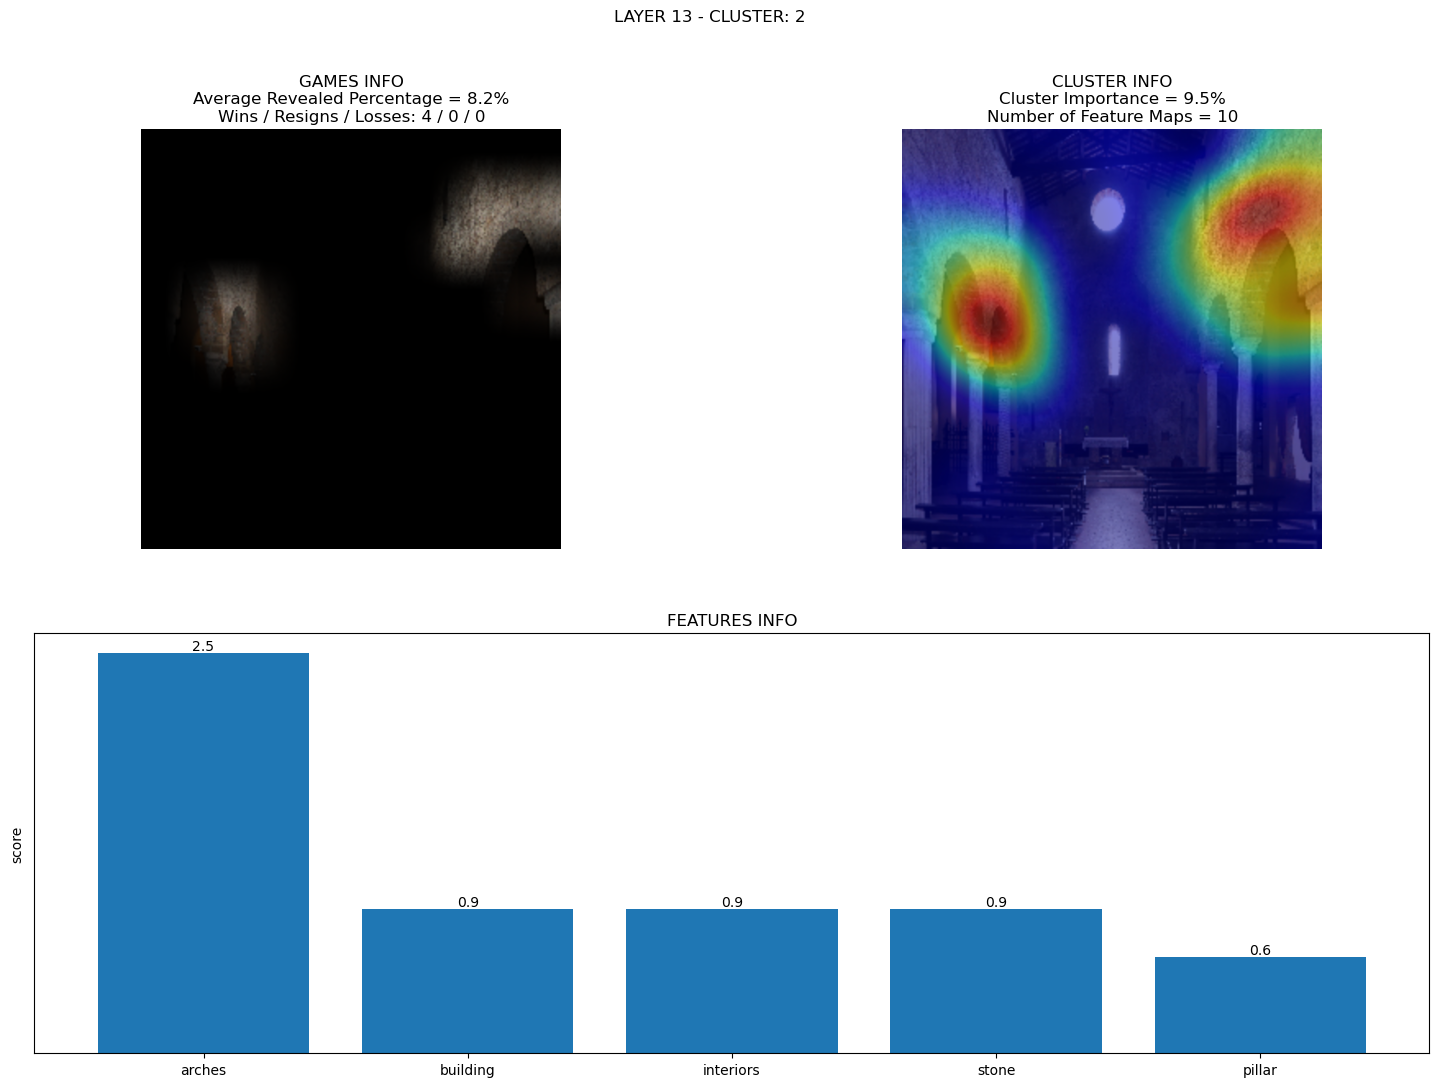 LAYER 13 - CLUSTER: 2
GAMES INFO
Average Revealed Percentage = 8.2%
Wins / Resigns / Losses: 4 / 0 / 0
CLUSTER INFO
Cluster Importance = 9.5%
Number of Feature Maps = 10
FEATURES INFO
score
2.5
0.9
0.9
0.9
0.6
arches
building
interiors
stone
pillar